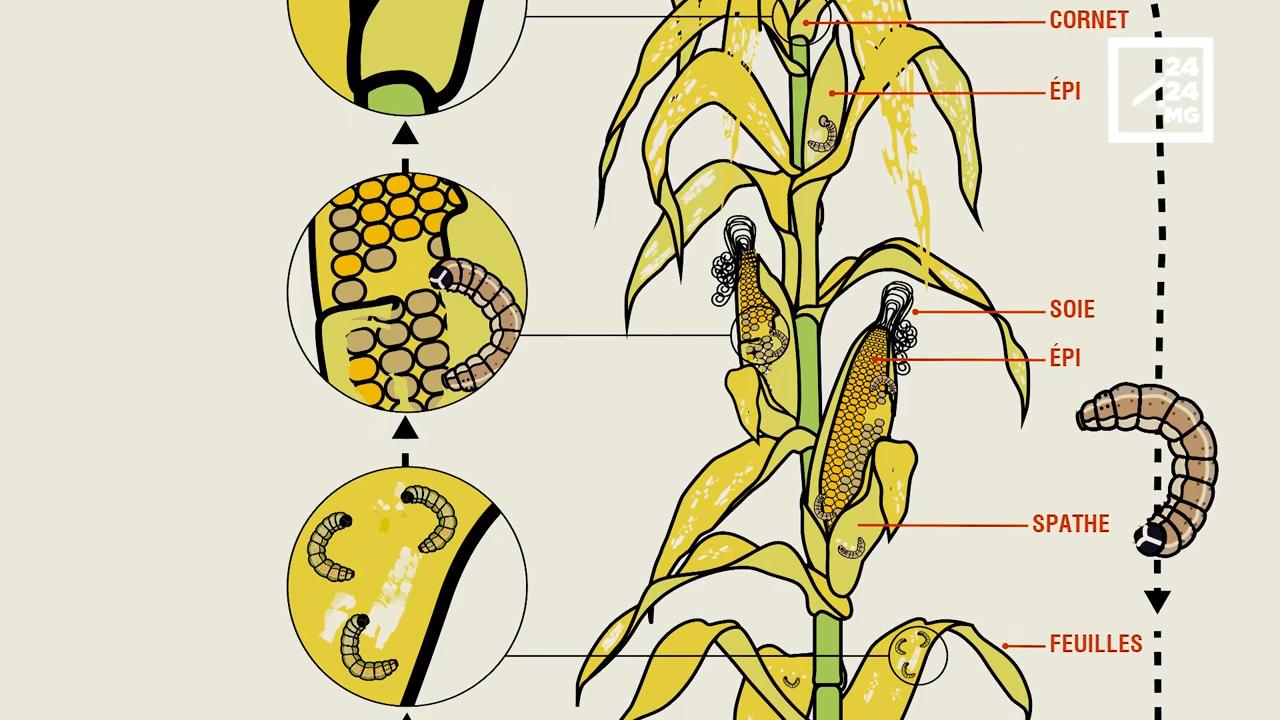 CORNET
24
24
MG
ÉPI
SOIE
ÉPI
SPATHE
FEUILLES